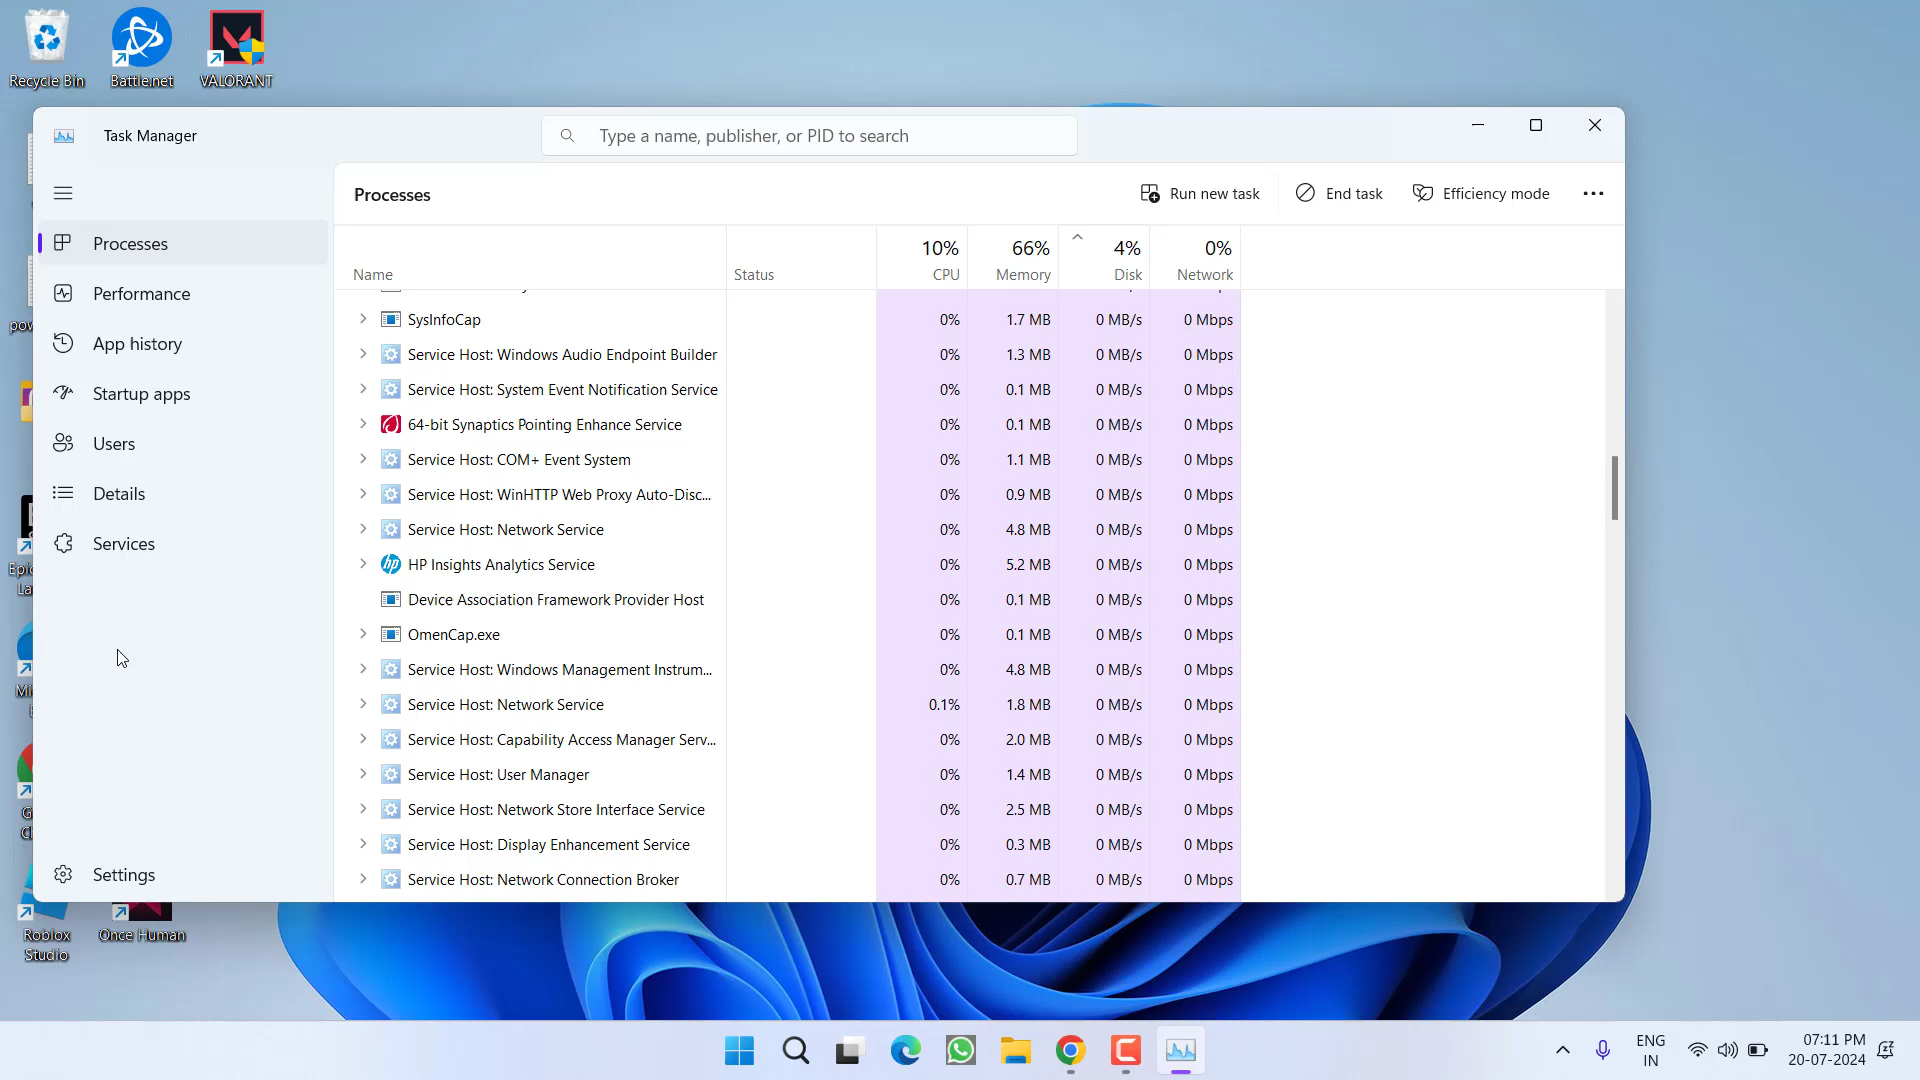 Recycle Bin
Battle.net
VALORANT
Task Manager
Type a name, publisher, or PID to search
Processes
Run new task
End task
Efficiency mode
Processes
Performance
App history
Startup apps
Users
Details
Services
Settings
Name
Status
10%
CPU
66%
Memory
4%
Disk
0%
Network
SysInfoCap 0% 1.7 MB 0 MB/s 0 Mbps
Service Host: Windows Audio Endpoint Builder 0% 1.3 MB 0 MB/s 0 Mbps
Service Host: System Event Notification Service 0% 0.1 MB 0 MB/s 0 Mbps
64-bit Synaptics Pointing Enhance Service 0% 0.1 MB 0 MB/s 0 Mbps
Service Host: COM+ Event System 0% 1.1 MB 0 MB/s 0 Mbps
Service Host: WinHTTP Web Proxy Auto-Disc... 0% 0.9 MB 0 MB/s 0 Mbps
Service Host: Network Service 0% 4.8 MB 0 MB/s 0 Mbps
hp HP Insights Analytics Service 0% 5.2 MB 0 MB/s 0 Mbps
Device Association Framework Provider Host 0% 0.1 MB 0 MB/s 0 Mbps
OmenCap.exe 0% 0.1 MB 0 MB/s 0 Mbps
Service Host: Windows Management Instrum... 0% 4.8 MB 0 MB/s 0 Mbps
Service Host: Network Service 0.1% 1.8 MB 0 MB/s 0 Mbps
Service Host: Capability Access Manager Serv... 0% 2.0 MB 0 MB/s 0 Mbps
Service Host: User Manager 0% 1.4 MB 0 MB/s 0 Mbps
Service Host: Network Store Interface Service 0% 2.5 MB 0 MB/s 0 Mbps
Service Host: Display Enhancement Service 0% 0.3 MB 0 MB/s 0 Mbps
Service Host: Network Connection Broker 0% 0.7 MB 0 MB/s 0 Mbps
Roblox
Studio
Once Human
ENG
IN
07:11 PM
20-07-2024